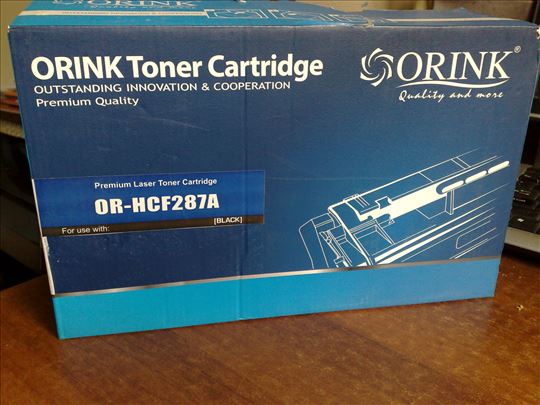 ORINK Toner Cartridge
OUTSTANDING INNOVATION & COOPERATION
Premium Quality
ORINK®
Quality and more
Premium Laser Toner Cartridge
OR-HCF287A
[BLACK]
For use with: